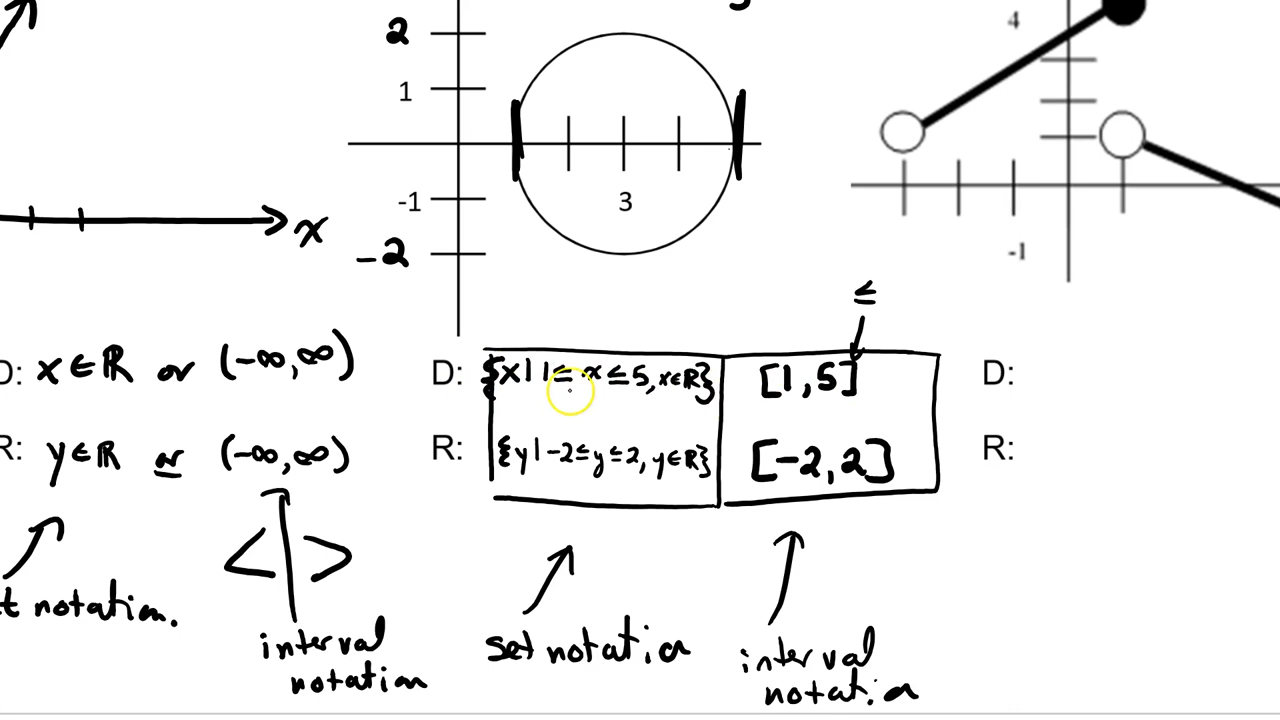 2
1
-1
3
-2
4
-1
x
≤
D: x∈ℝ or (-∞,∞)
R: y∈ℝ or (-∞,∞)
< >
t notation.
interval
notation
D: {x|1≤x≤5, x∈ℝ} [1,5]
R: {y|-2≤y≤2, y∈ℝ} [-2,2]
set notation
interval
notation
D:
R: